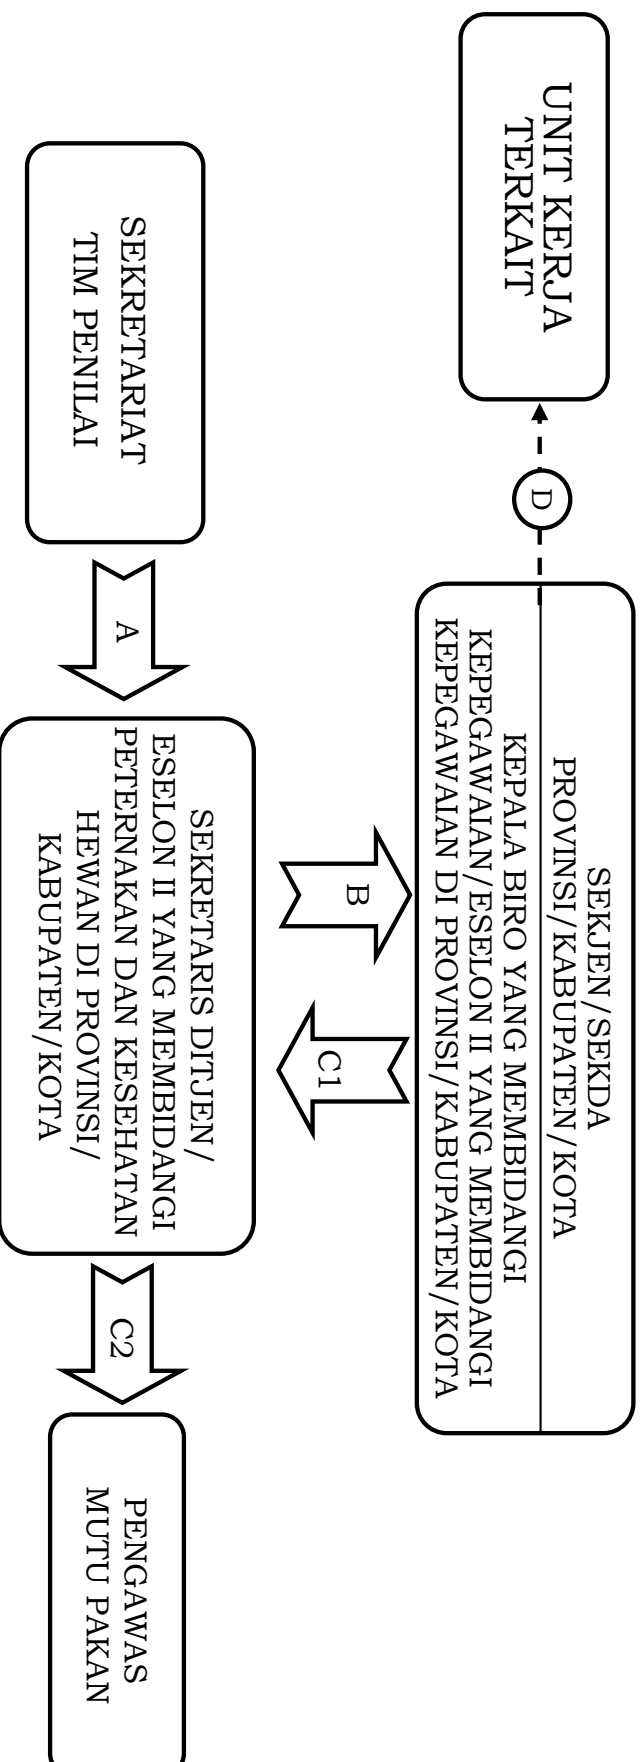 UNIT KERJA
TERKAIT
D
SEKJEN/SEKDA
PROVINSI/KABUPATEN/KOTA
KEPALA BIRO YANG MEMBIDANGI
KEPEGAWAIAN/ESELON II YANG MEMBIDANGI
KEPEGAWAIAN DI PROVINSI/KABUPATEN/KOTA
SEKRETARIAT
TIM PENILAI
A
B
C1
SEKRETARIS DITJEN/
ESELON II YANG MEMBIDANGI
PETERNAKAN DAN KESEHATAN
HEWAN DI PROVINSI/
KABUPATEN/KOTA
C2
PENGAWAS
MUTU PAKAN